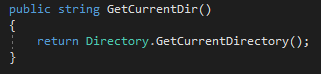 public string GetCurrentDir()
{
    return Directory.GetCurrentDirectory();
}